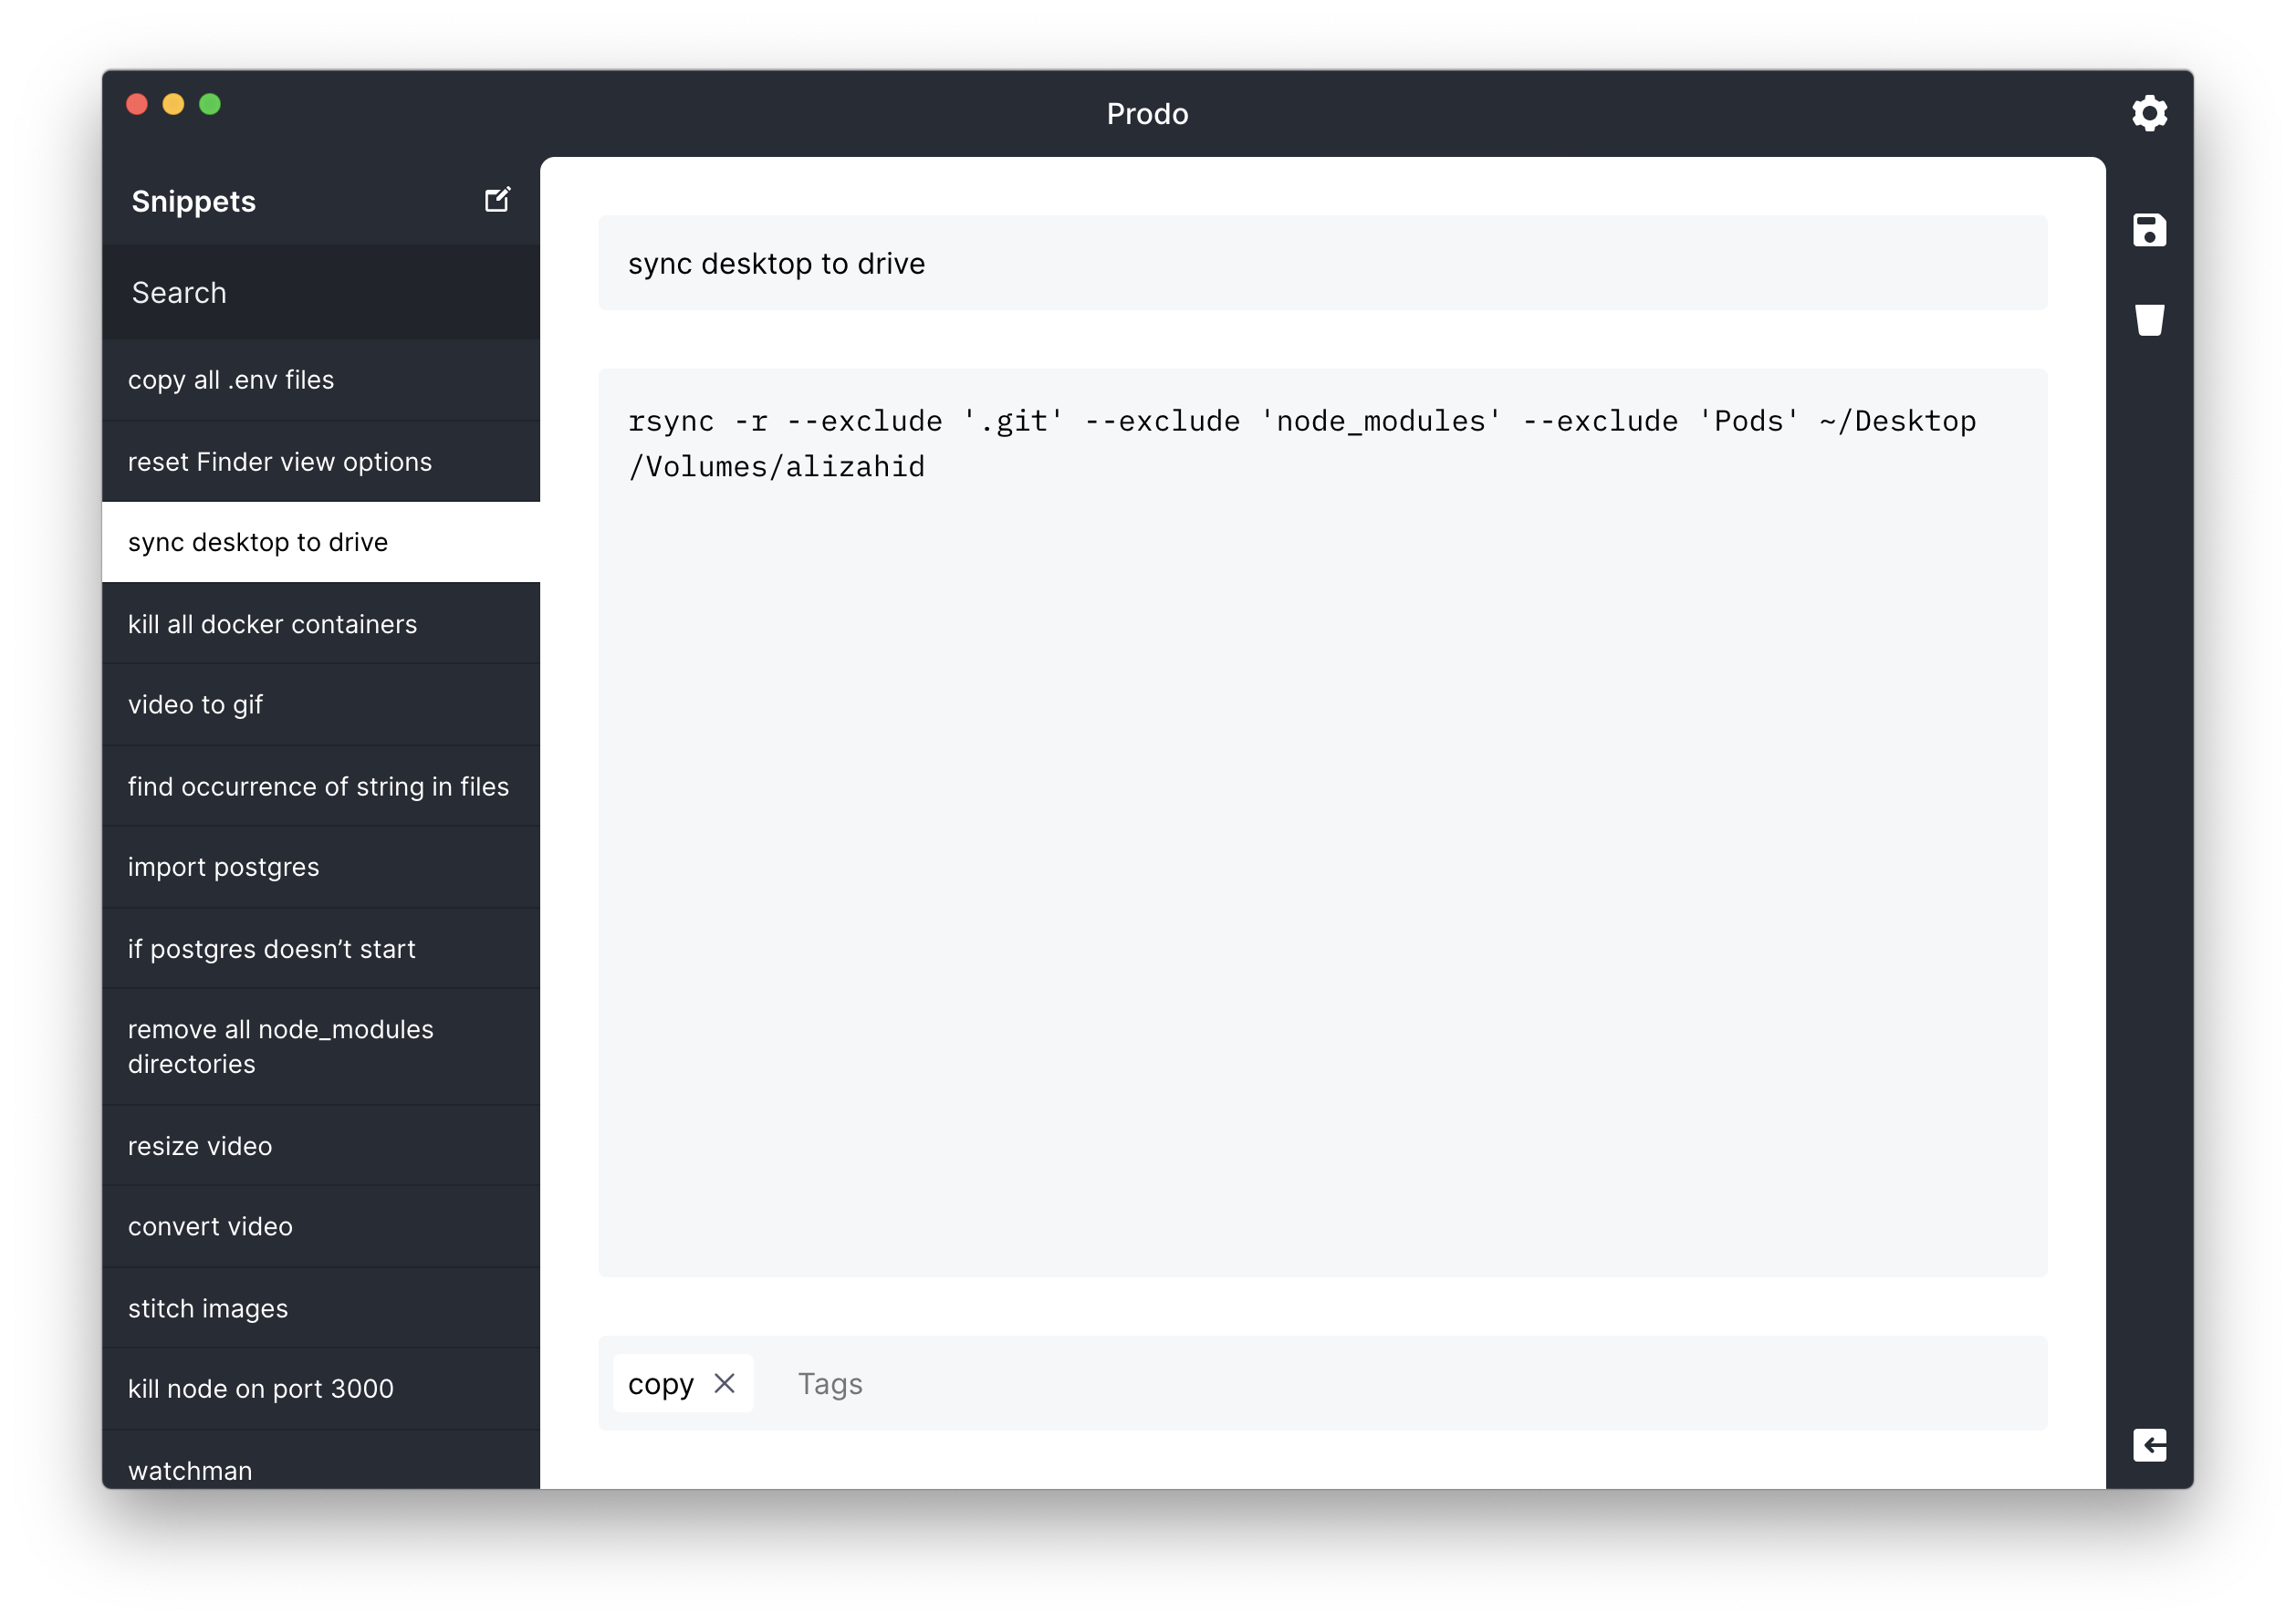 Prodo
Snippets
Search
copy all .env files
reset Finder view options
sync desktop to drive
kill all docker containers
video to gif
find occurrence of string in files
import postgres
if postgres doesn’t start
remove all node_modules
directories
resize video
convert video
stitch images
kill node on port 3000
watchman
sync desktop to drive
rsync -r --exclude '.git' --exclude 'node_modules' --exclude 'Pods' ~/Desktop
/Volumes/alizahid
copy Tags